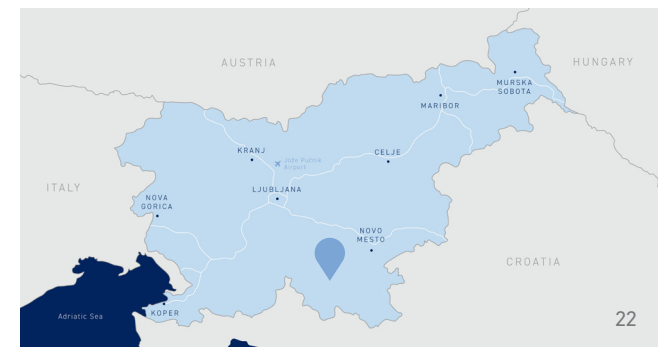 AUSTRIA
HUNGARY
MURSKA
SOBOTA
MARIBOR
KRANJ
Jože Pučnik
Airport
CELJE
ITALY
LJUBLJANA
NOVA
GORICA
NOVO
MESTO
CROATIA
Adriatic Sea
KOPER
22